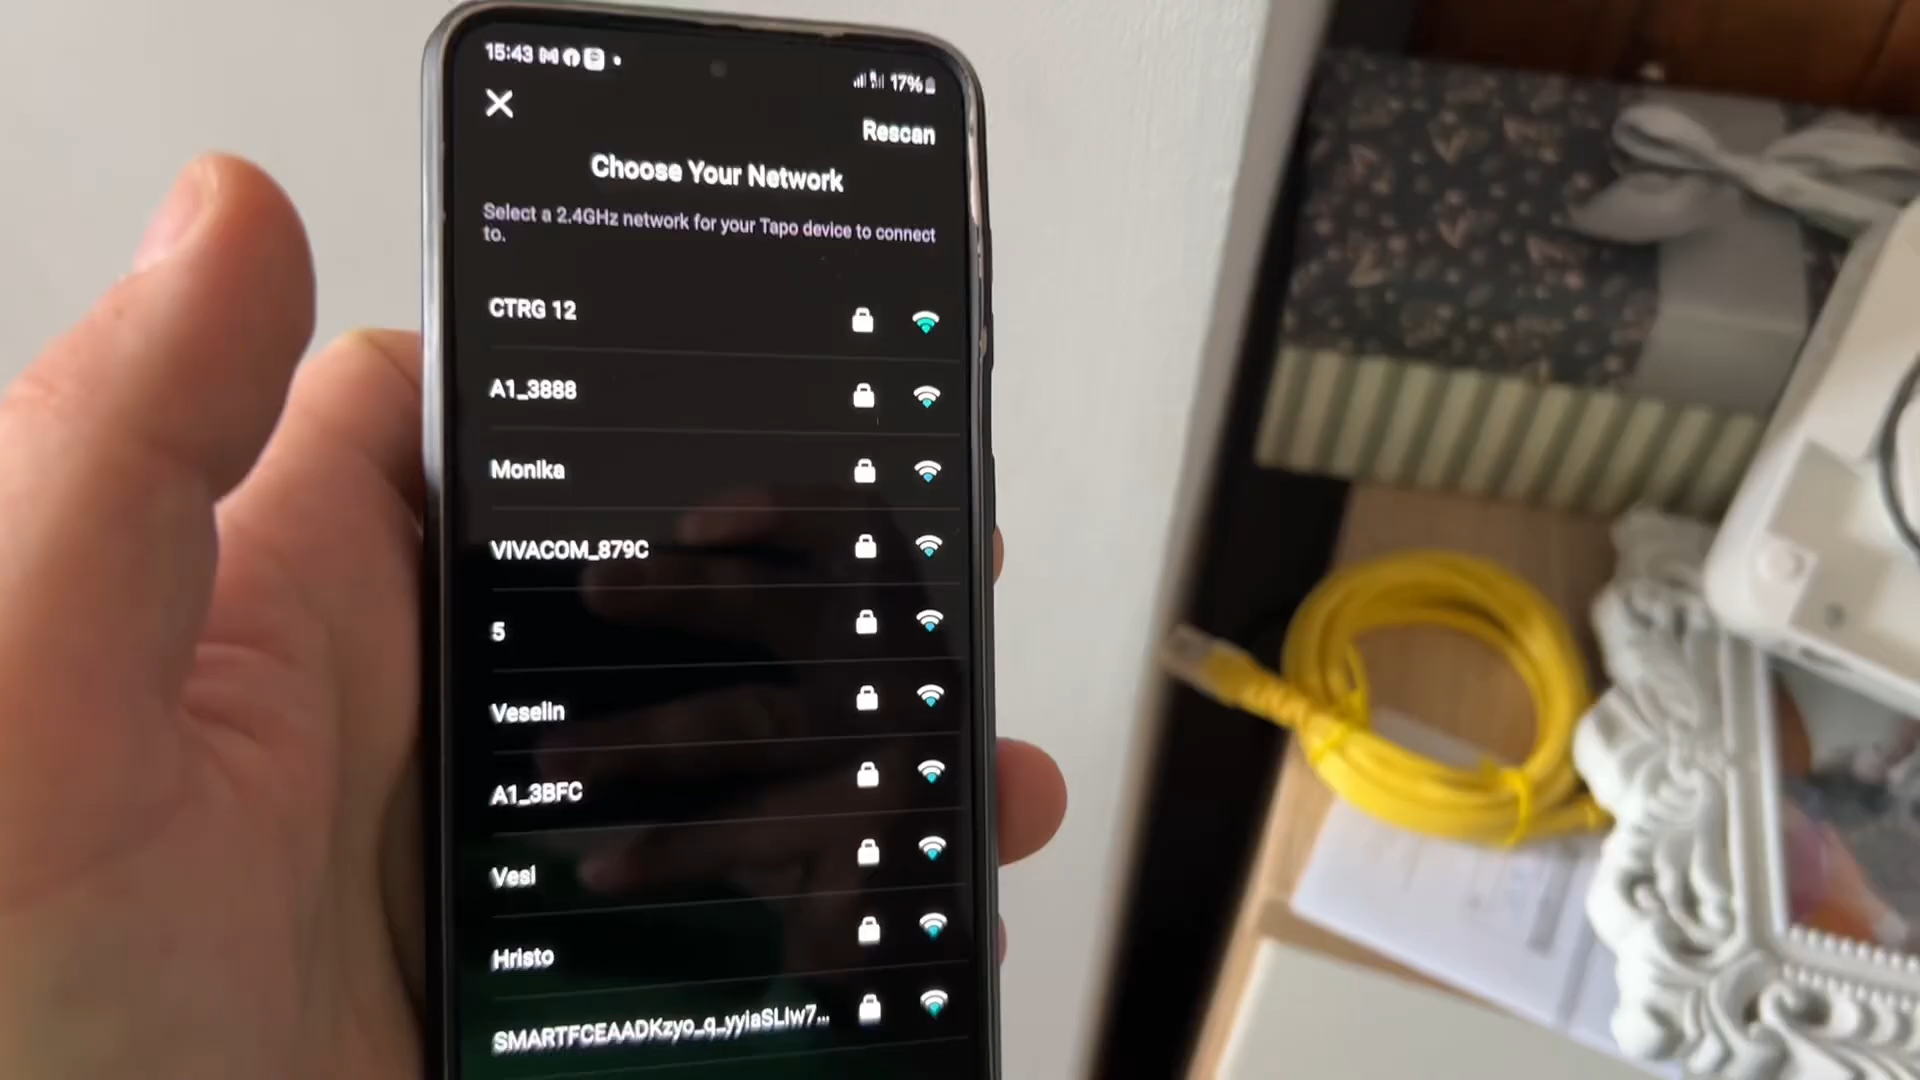 15:43
17%
Rescan
Choose Your Network
Select a 2.4GHz network for your Tapo device to connect
to.
CTRG 12
A1_3888
Monika
VIVACOM_879C
5
Veselin
A1_3BFC
Vesi
Hristo
SMARTFCEAADKzyo_q_yyiaSLIw7...